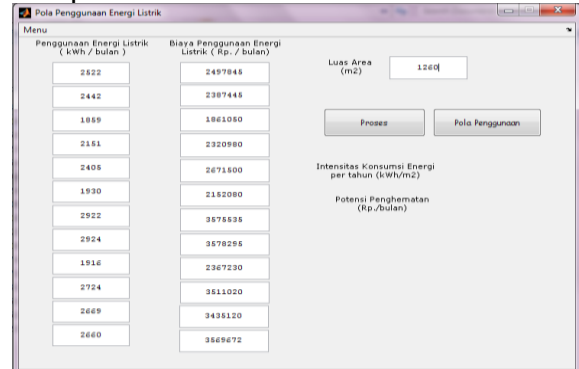 Pola Penggunaan Energi Listrik
Menu
Penggunaan Energi Listrik
( kWh / bulan )
Biaya Penggunaan Energi
Listrik ( Rp. / bulan)
Luas Area
(m2)
1260
2522
2497845
2442
2387445
1859
1861050
Proses
Pola Penggunaan
2151
2320980
2405
2671500
Intensitas Konsumsi Energi
per tahun (kWh/m2)
1930
2152080
Potensi Penghematan
(Rp./bulan)
2922
3575535
2924
3578295
1916
2367230
2724
3511020
2669
3435120
2660
3569672